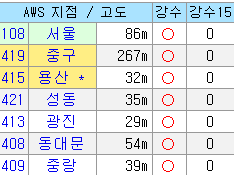 AWS 지점 / 고도 강수 강수15
108 서울 86m ○ 0
419 중구 267m ○ 0
415 용산 * 32m ○ 0
421 성동 35m ○ 0
413 광진 29m ○ 0
408 동대문 54m ○ 0
409 중랑 39m ○ 0